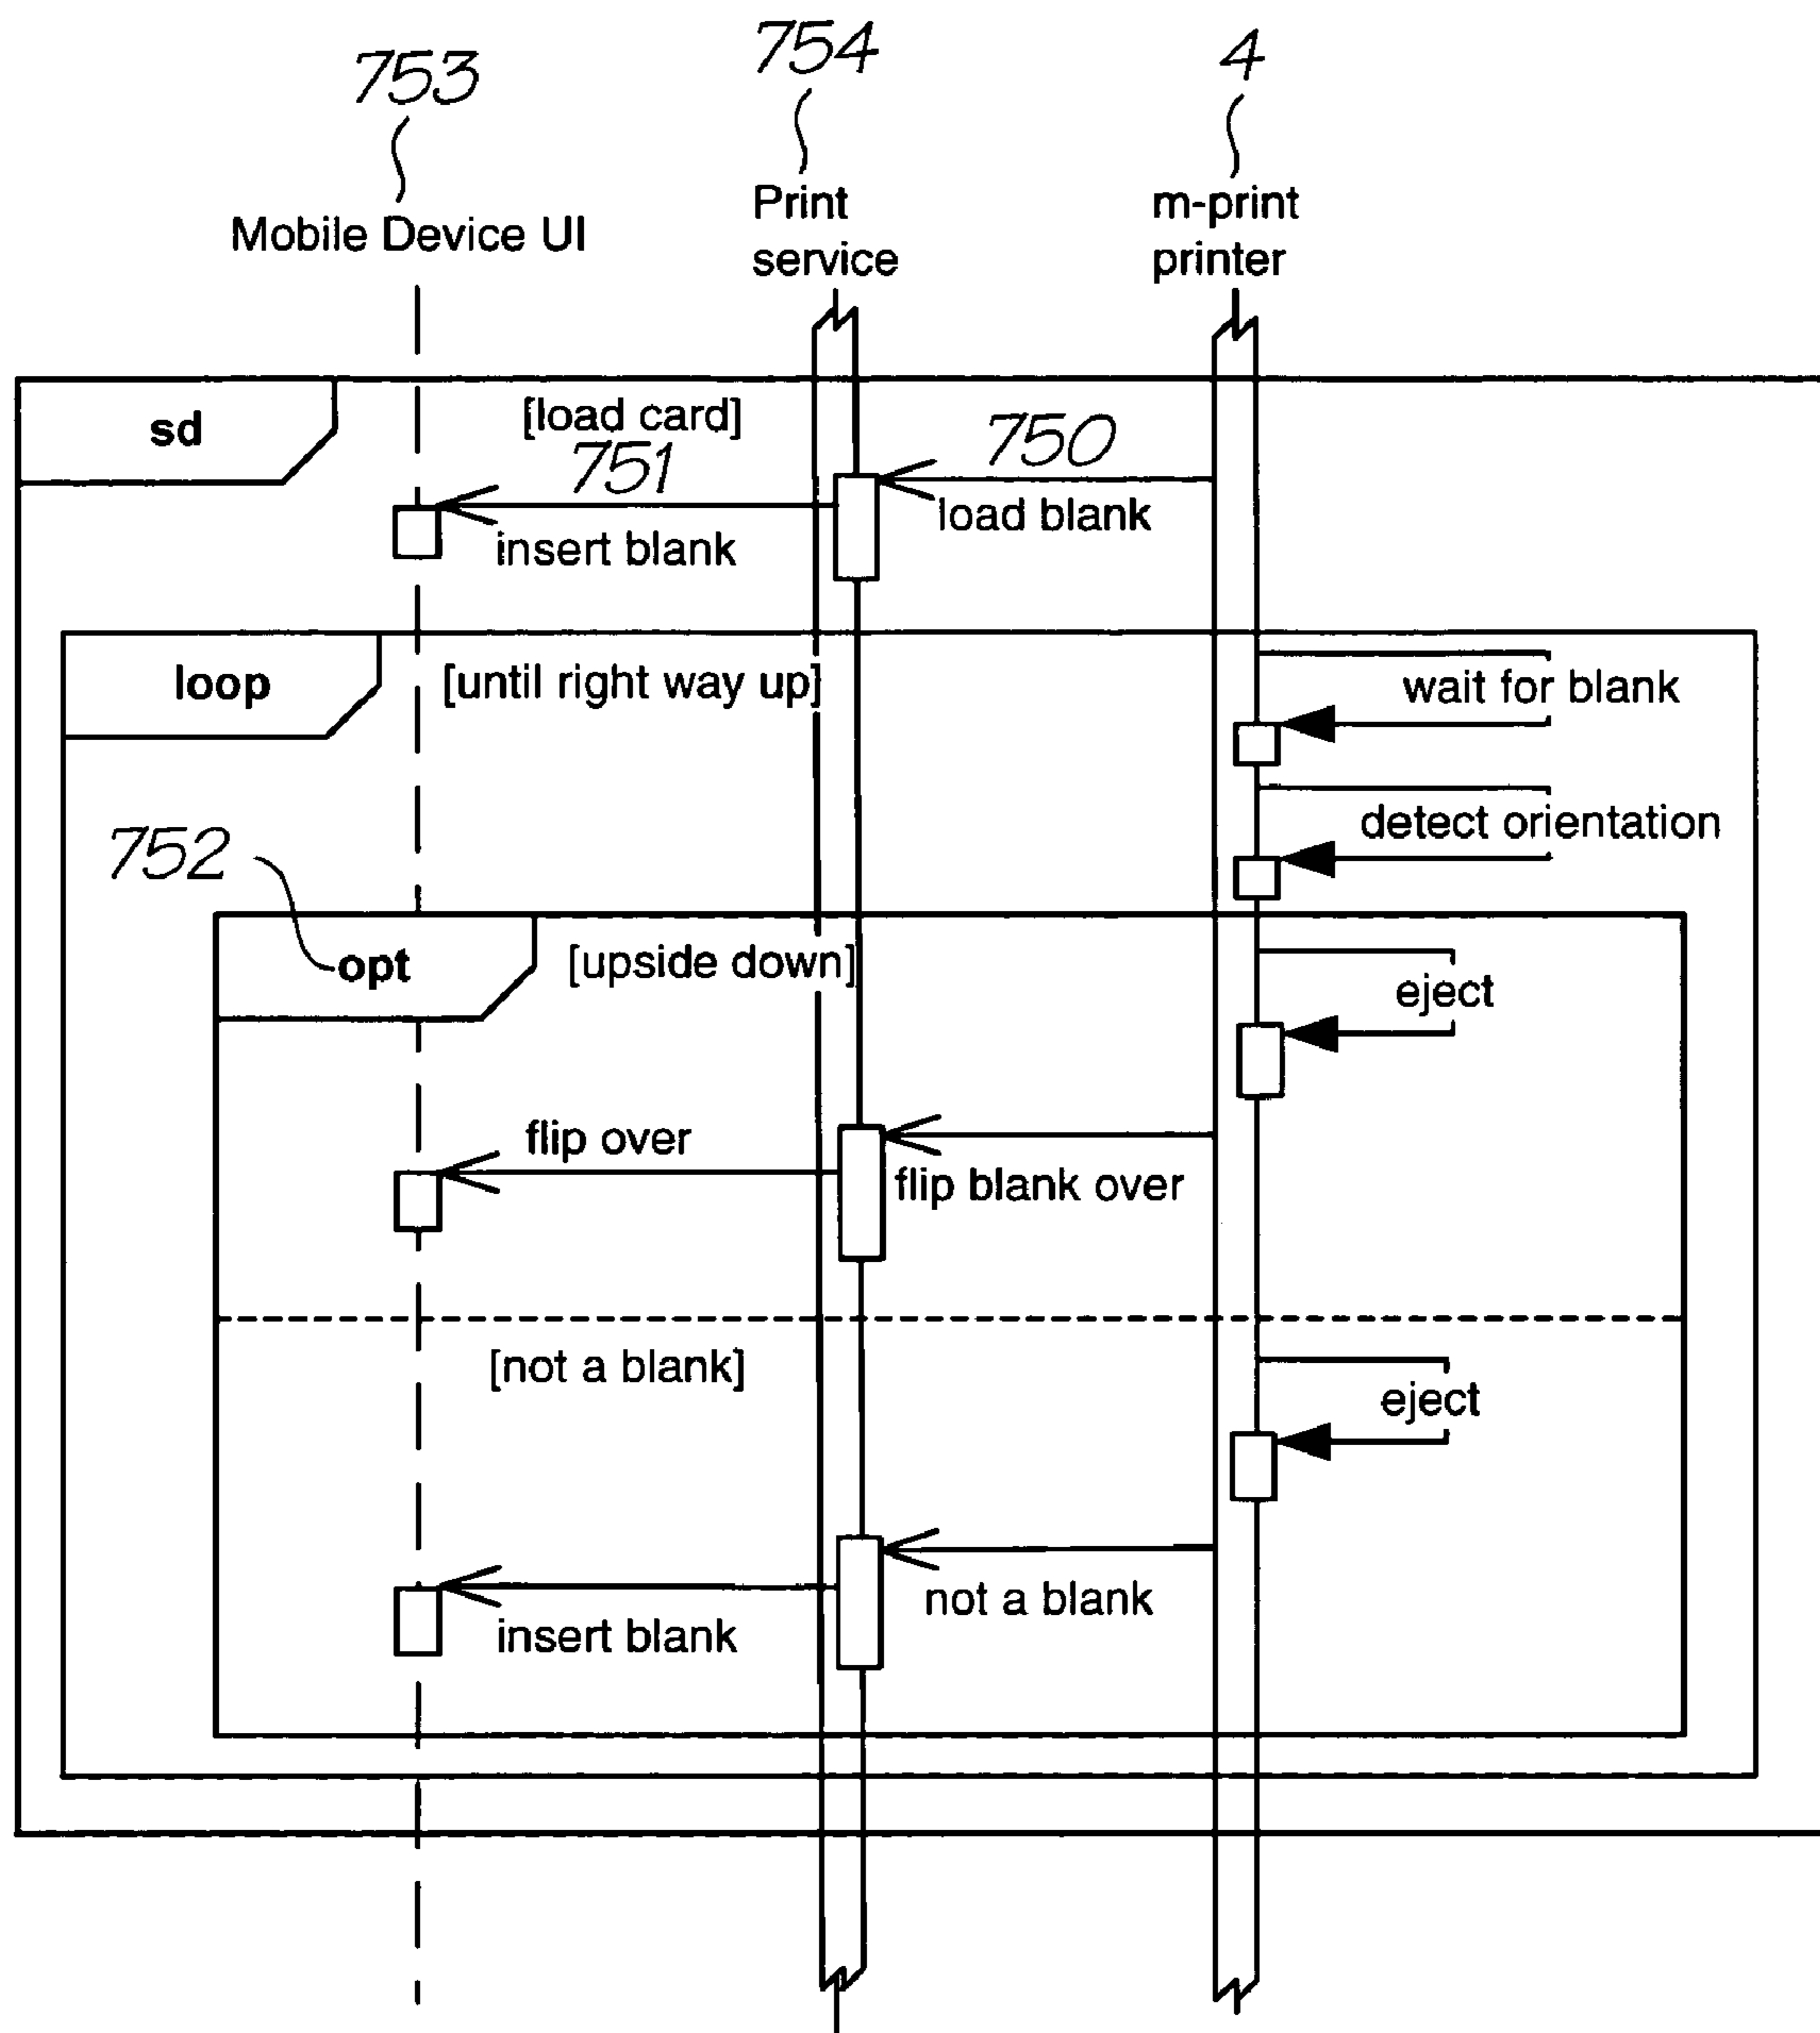 753
754
4
Mobile Device UI
Print
service
m-print
printer
sd
[load card]
750
751
load blank
insert blank
loop
[until right way up]
wait for blank
detect orientation
752
opt
[upside down]
eject
flip over
flip blank over
[not a blank]
eject
not a blank
insert blank